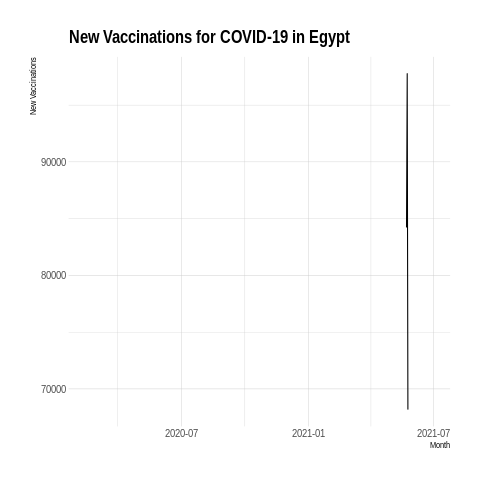 New Vaccinations for COVID-19 in Egypt
New Vaccinations
90000
80000
70000
2020-07
2021-01
2021-07
Month